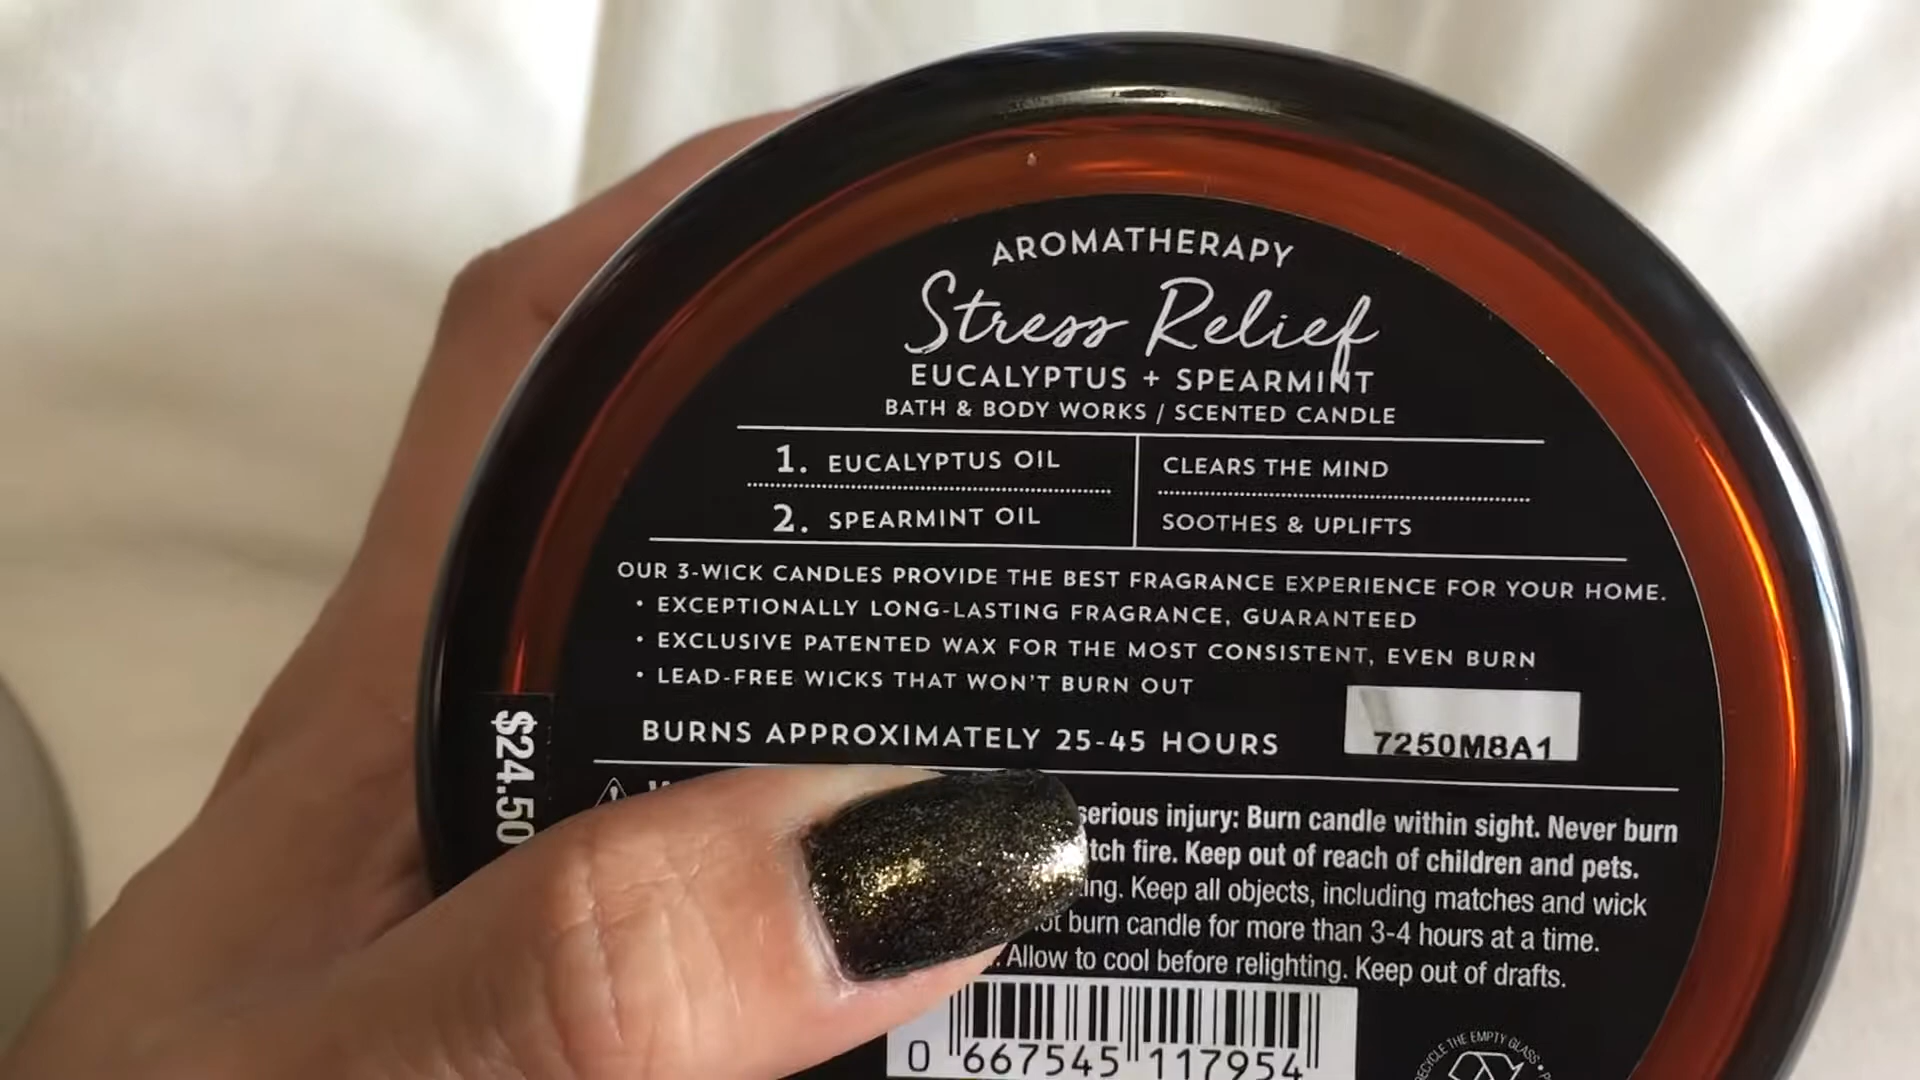 AROMATHERAPY
Stress Relief
EUCALYPTUS + SPEARMINT
BATH & BODY WORKS / SCENTED CANDLE
1. EUCALYPTUS OIL CLEARS THE MIND
2. SPEARMINT OIL SOOTHES & UPLIFTS
OUR 3-WICK CANDLES PROVIDE THE BEST FRAGRANCE EXPERIENCE FOR YOUR HOME.
• EXCEPTIONALLY LONG-LASTING FRAGRANCE, GUARANTEED
• EXCLUSIVE PATENTED WAX FOR THE MOST CONSISTENT, EVEN BURN
• LEAD-FREE WICKS THAT WON'T BURN OUT
BURNS APPROXIMATELY 25-45 HOURS
7250M8A1
$24.50
serious injury: Burn candle within sight. Never burn
fire. Keep out of reach of children and pets.
Keep all objects, including matches and wick
burn candle for more than 3-4 hours at a time.
Allow to cool before relighting. Keep out of drafts.
0 667545 117954
RECYCLE THE EMPTY GLASS •